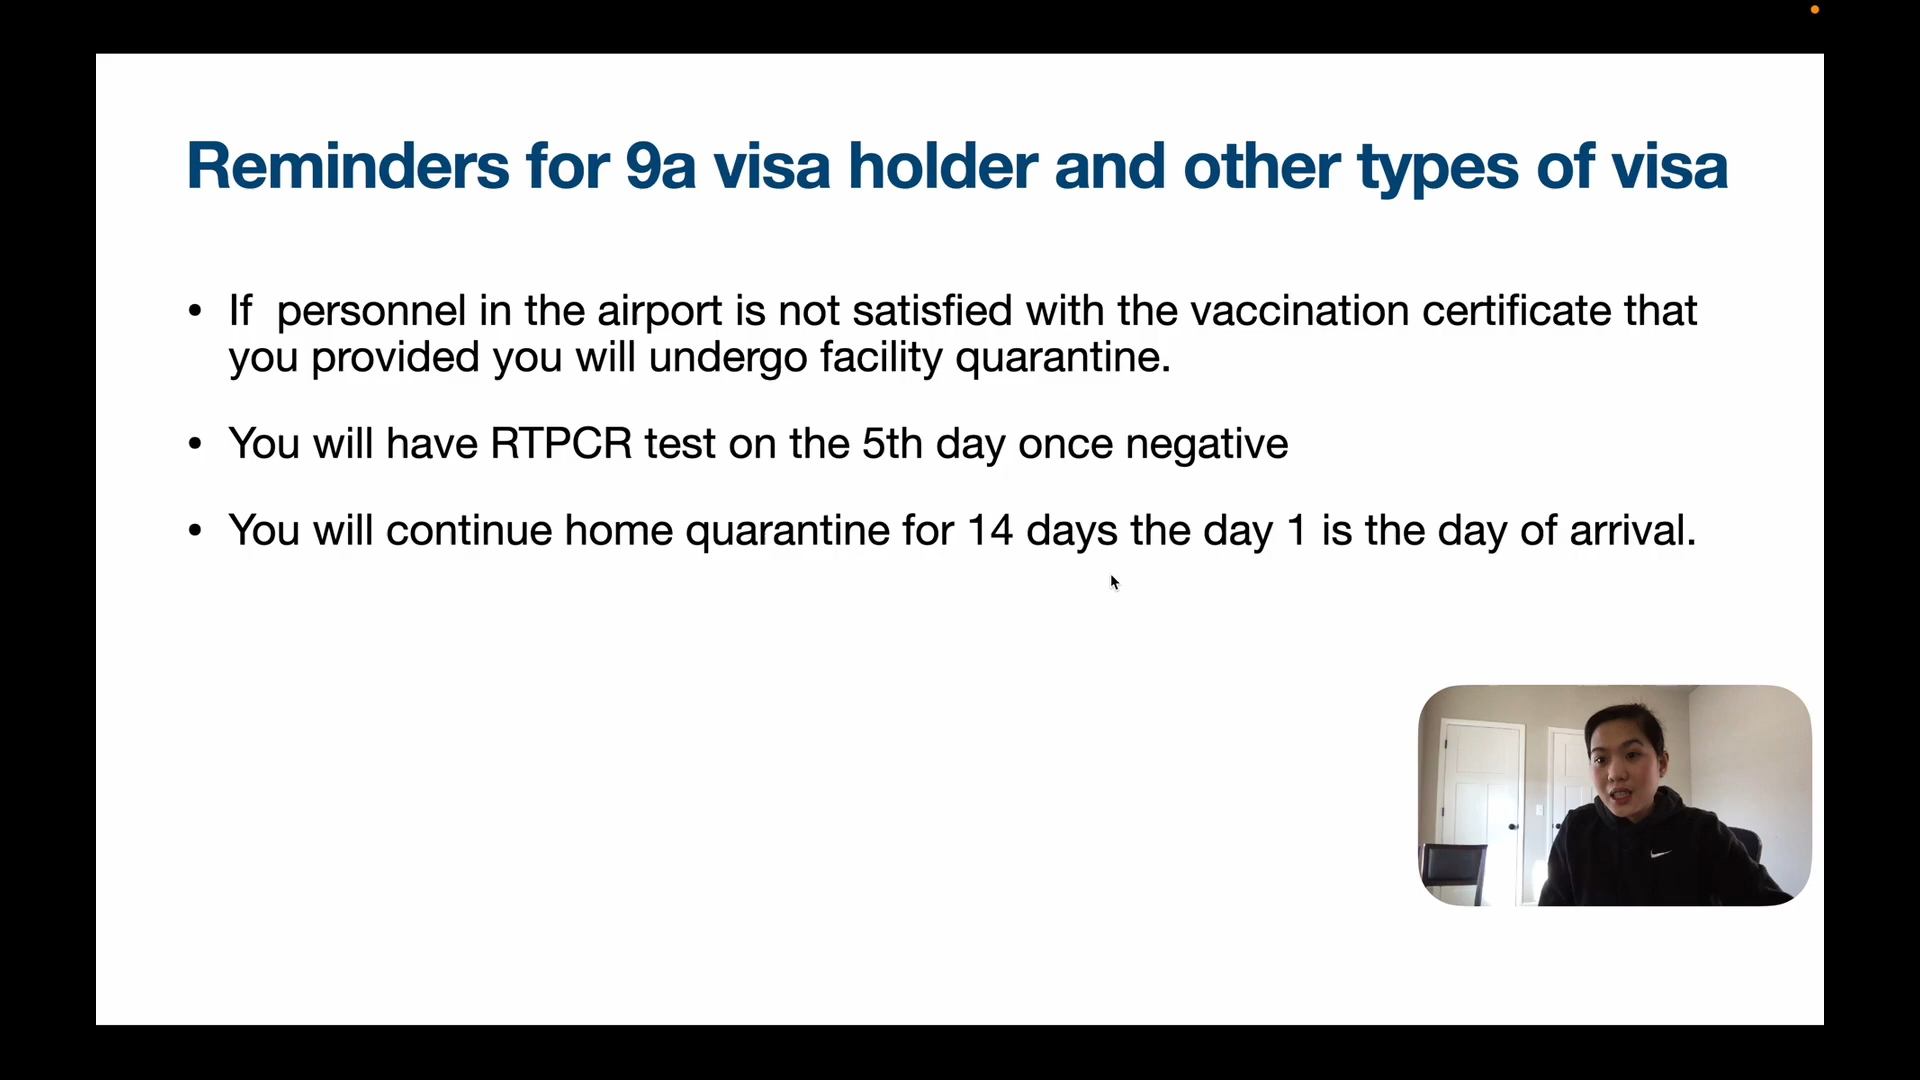 Reminders for 9a visa holder and other types of visa
• If  personnel in the airport is not satisfied with the vaccination certificate that
you provided you will undergo facility quarantine.
• You will have RTPCR test on the 5th day once negative
• You will continue home quarantine for 14 days the day 1 is the day of arrival.